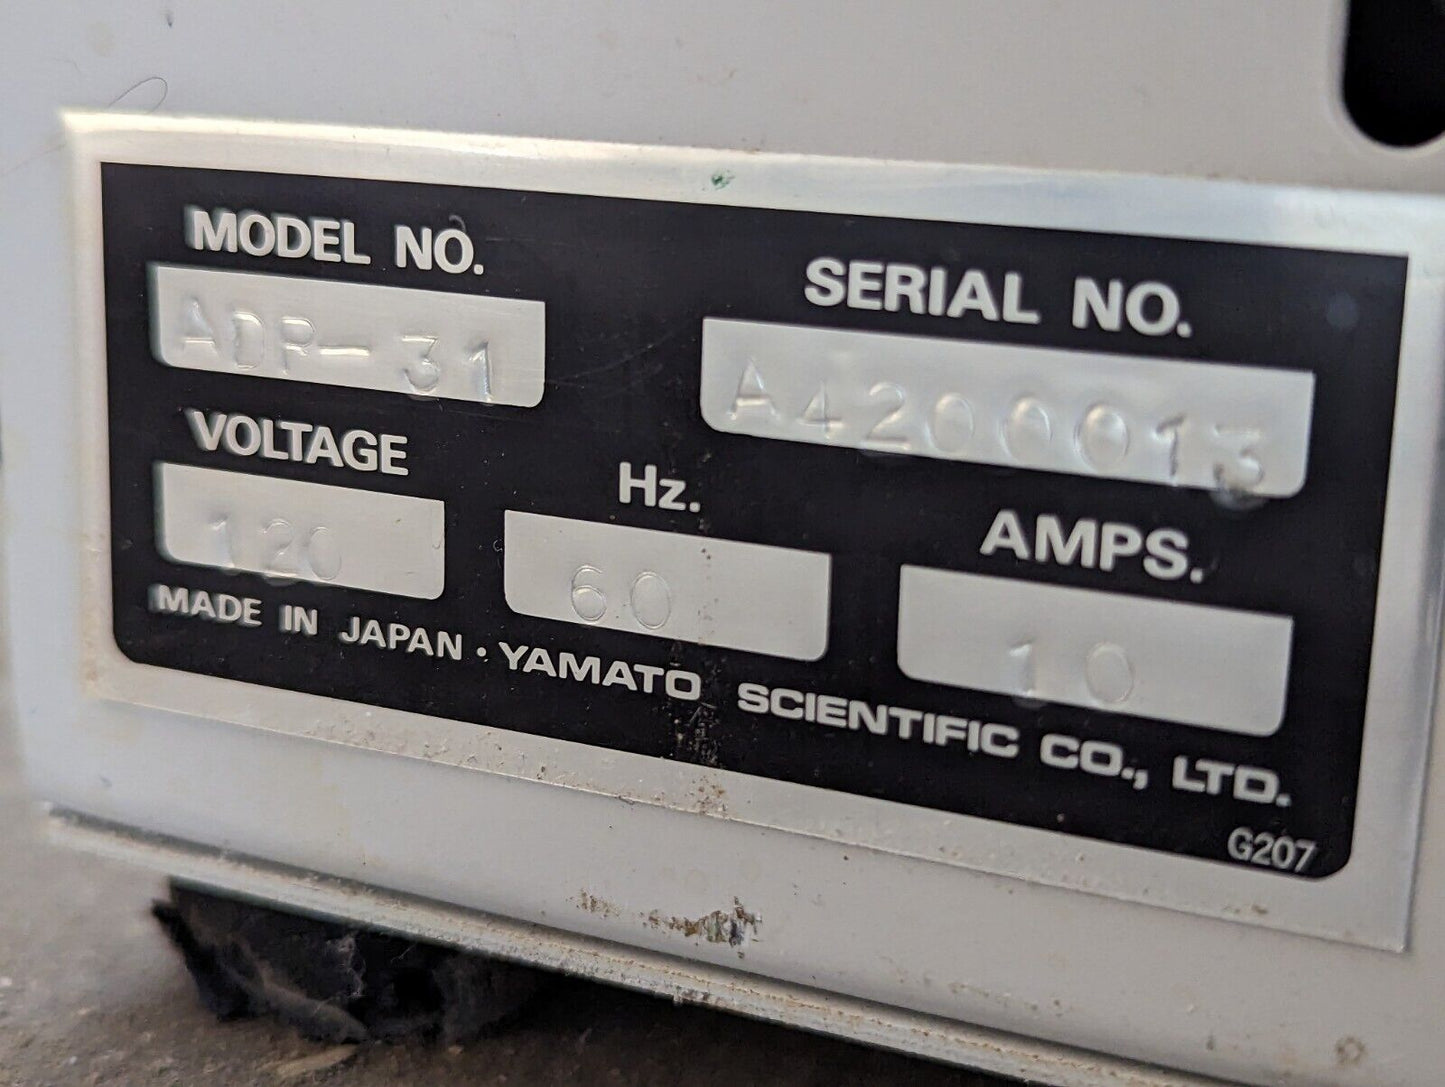 MODEL NO.
ADP-31
SERIAL NO.
A4200013
VOLTAGE
120
Hz.
60
AMPS.
10
MADE IN JAPAN · YAMATO SCIENTIFIC CO., LTD.
G207